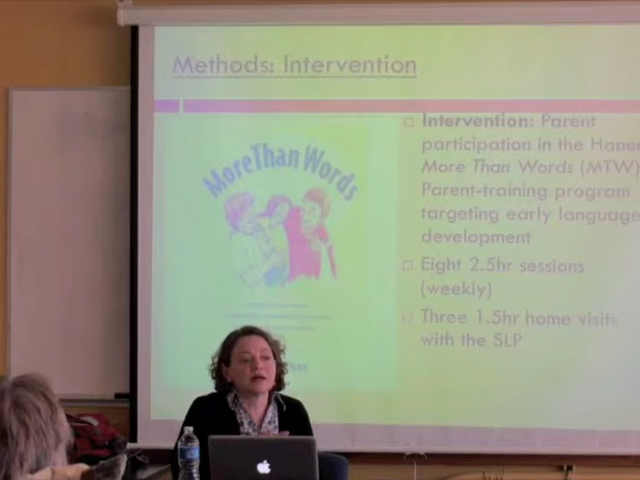 Methods: Intervention
More Than Words
□ Intervention: Parent
participation in the Hanen
More Than Words (MTW)
Parent-training program
targeting early language
development
□ Eight 2.5hr sessions
(weekly)
□ Three 1.5hr home visits
with the SLP